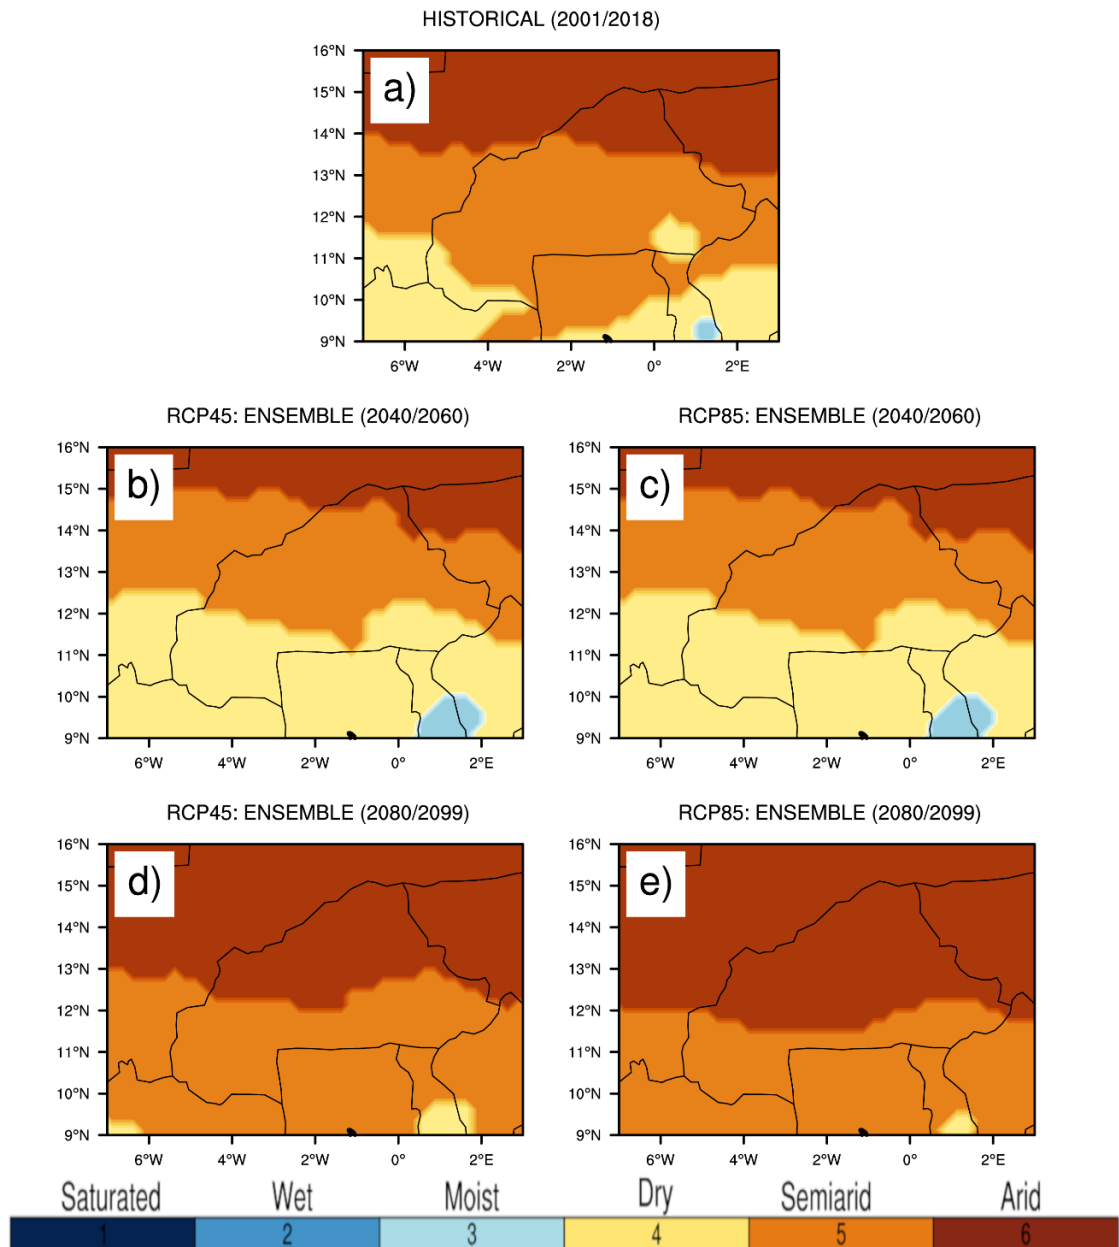 HISTORICAL (2001/2018)
a)
16°N
15°N
14°N
13°N
12°N
11°N
10°N
9°N
6°W 4°W 2°W 0° 2°E
RCP45: ENSEMBLE (2040/2060)
b)
16°N
15°N
14°N
13°N
12°N
11°N
10°N
9°N
6°W 4°W 2°W 0° 2°E
RCP85: ENSEMBLE (2040/2060)
c)
16°N
15°N
14°N
13°N
12°N
11°N
10°N
9°N
6°W 4°W 2°W 0° 2°E
RCP45: ENSEMBLE (2080/2099)
d)
16°N
15°N
14°N
13°N
12°N
11°N
10°N
9°N
6°W 4°W 2°W 0° 2°E
RCP85: ENSEMBLE (2080/2099)
e)
16°N
15°N
14°N
13°N
12°N
11°N
10°N
9°N
6°W 4°W 2°W 0° 2°E
Saturated Wet Moist Dry Semiarid Arid
1 2 3 4 5 6